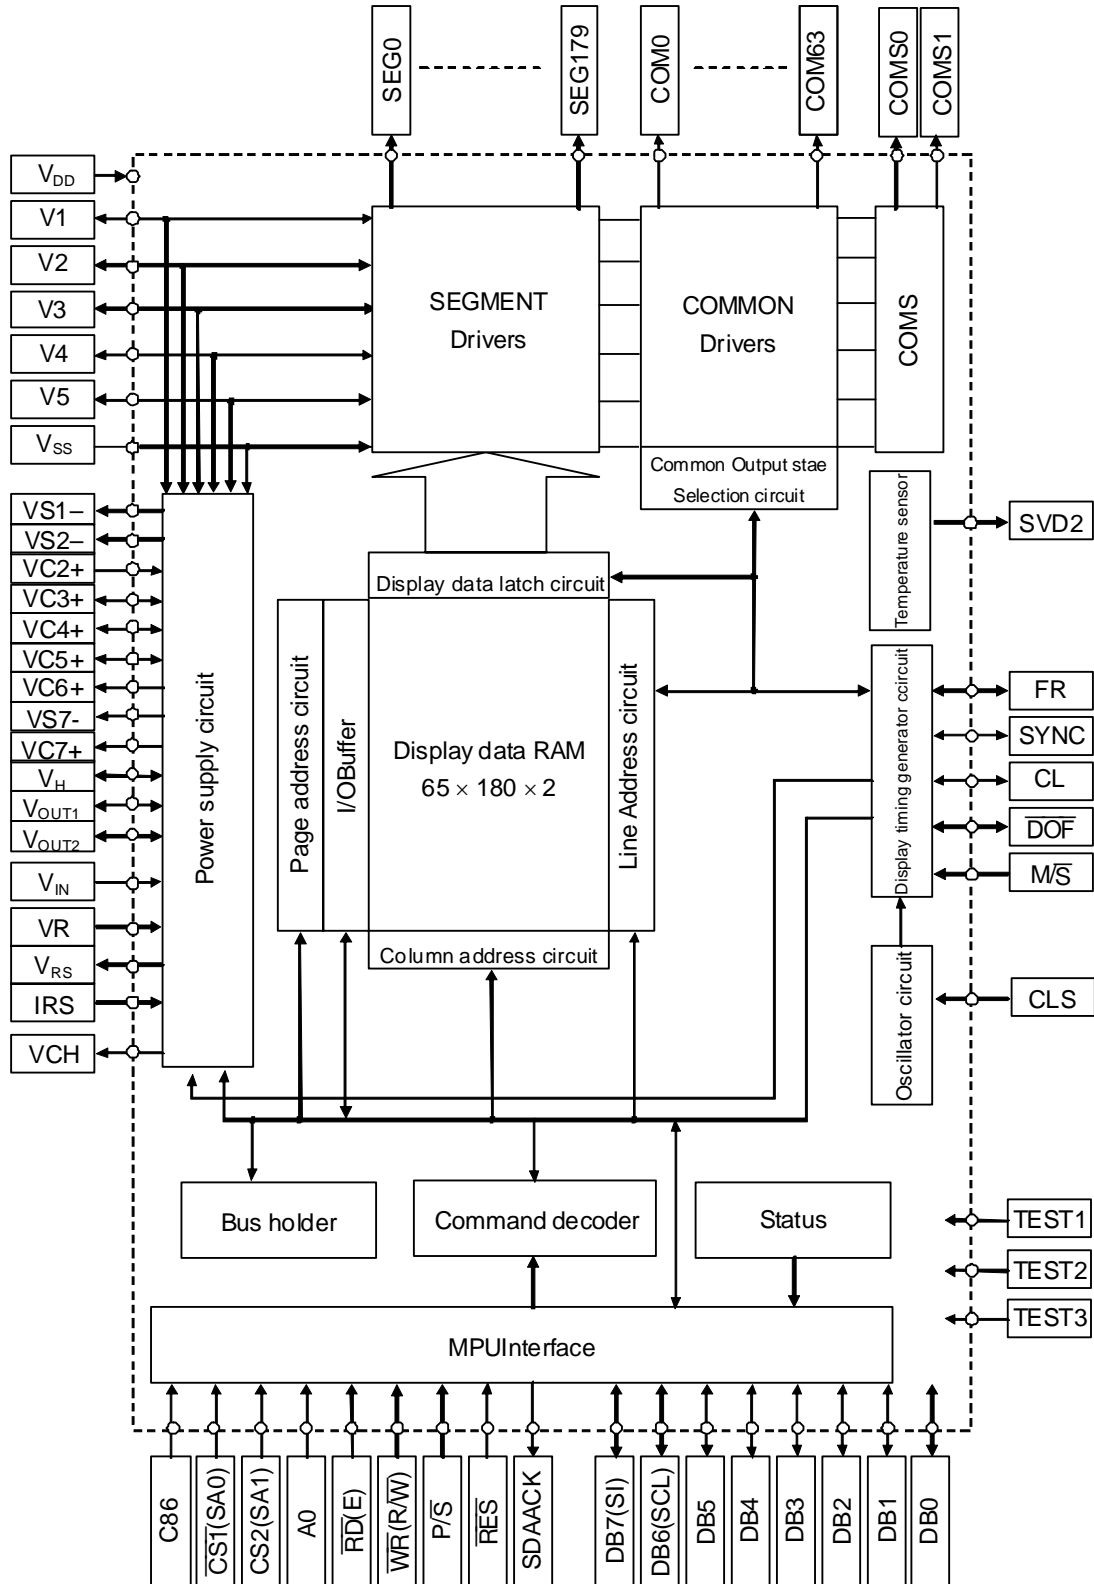 SEG0
SEG179
COM0
COM63
COMS0
COMS1
VDD
V1
V2
V3
V4
V5
VSS
SEGMENT
Drivers
COMMON
Drivers
COMS
Common Output stae
Selection circuit
Temperature sensor
SVD2
VS1–
VS2–
VC2+
VC3+
VC4+
VC5+
VC6+
VS7-
VC7+
VH
VOUT1
VOUT2
VIN
VR
VRS
IRS
VCH
Power supply circuit
Display data latch circuit
Page address circuit
I/OBuffer
Display data RAM
65 × 180 × 2
Line Address circuit
Column address circuit
Display timing generator ccircuit
FR
SYNC
CL
D̅O̅F̅
M/S̅
Oscillator circuit
CLS
Bus holder
Command decoder
Status
TEST1
TEST2
TEST3
MPUInterface
C86
C̅S̅1̅(SA0)
CS2(SA1)
A0
R̅D̅(E)
W̅R̅(R/W̅)
P/S̅
R̅E̅S̅
SDAACK
DB7(SI)
DB6(SCL)
DB5
DB4
DB3
DB2
DB1
DB0